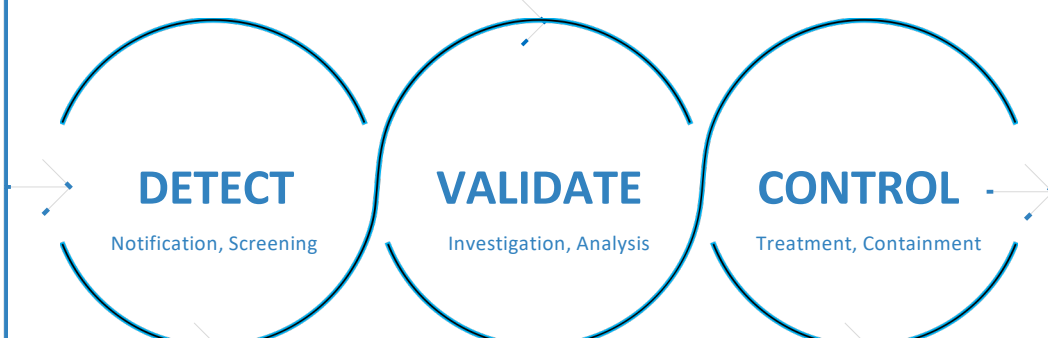 DETECT
Notification, Screening
VALIDATE
Investigation, Analysis
CONTROL
Treatment, Containment